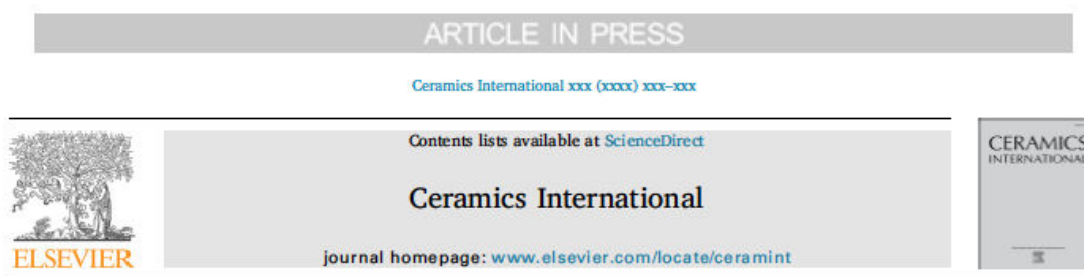 ARTICLE IN PRESS
Ceramics International xxx (xxxx) xxx–xxx
Contents lists available at ScienceDirect
Ceramics International
journal homepage: www.elsevier.com/locate/ceramint
ELSEVIER
CERAMICS
INTERNATIONAL